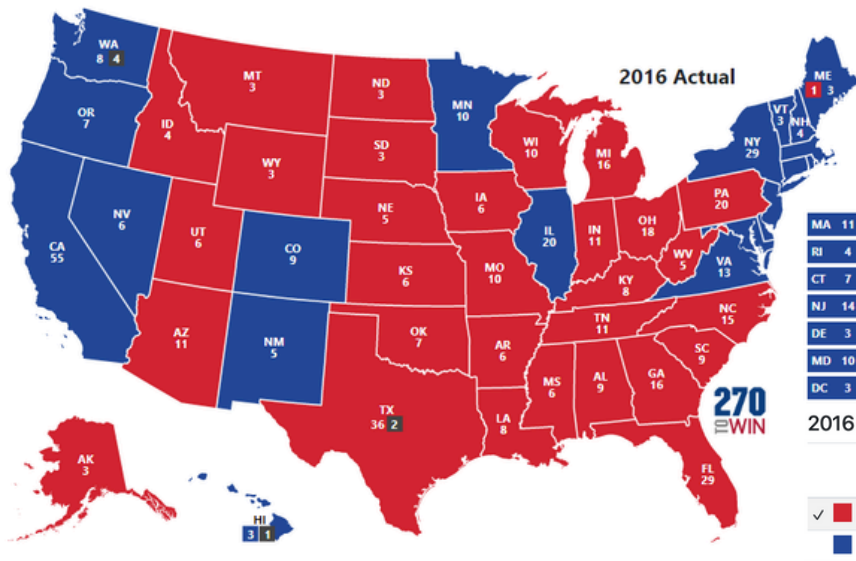 2016 Actual
WA
8 4
OR
7
CA
55
NV
6
ID
4
MT
3
WY
3
UT
6
AZ
11
CO
9
NM
5
ND
3
SD
3
NE
5
KS
6
OK
7
TX
36 2
MN
10
IA
6
MO
10
AR
6
LA
8
WI
10
IL
20
MI
16
IN
11
OH
18
KY
8
TN
11
MS
6
AL
9
GA
16
FL
29
SC
9
NC
15
VA
13
WV
5
PA
20
NY
29
VT
3
NH
4
ME
1 3
AK
3
HI
3 1
MA 11
RI 4
CT 7
NJ 14
DE 3
MD 10
DC 3
270
TO WIN
2016